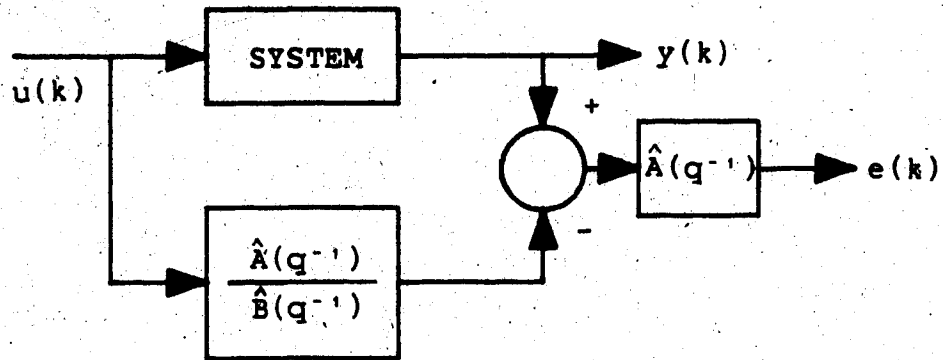 SYSTEM
y(k)
u(k)
+
Â(q⁻¹)
e(k)
-
Â(q⁻¹)
B̂(q⁻¹)